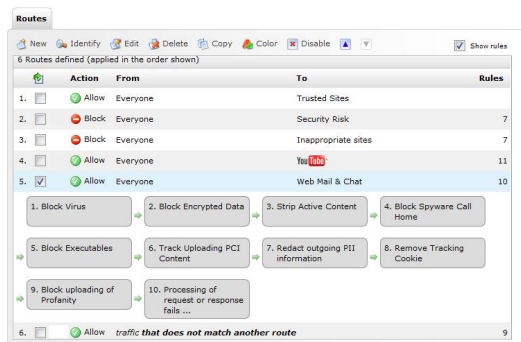 Routes
New Identify Edit Delete Copy Color Disable Show rules
6 Routes defined (applied in the order shown)
Action From To Rules
1. Allow Everyone Trusted Sites
2. Block Everyone Security Risk 7
3. Block Everyone Inappropriate sites 7
4. Allow Everyone YouTube 11
5. Allow Everyone Web Mail & Chat 10
1. Block Virus
2. Block Encrypted Data
3. Strip Active Content
4. Block Spyware Call
Home
5. Block Executables
6. Track Uploading PCI
Content
7. Redact outgoing PII
information
8. Remove Tracking
Cookie
9. Block uploading of
Profanity
10. Processing of
request or response
fails ...
6. Allow traffic that does not match another route 9